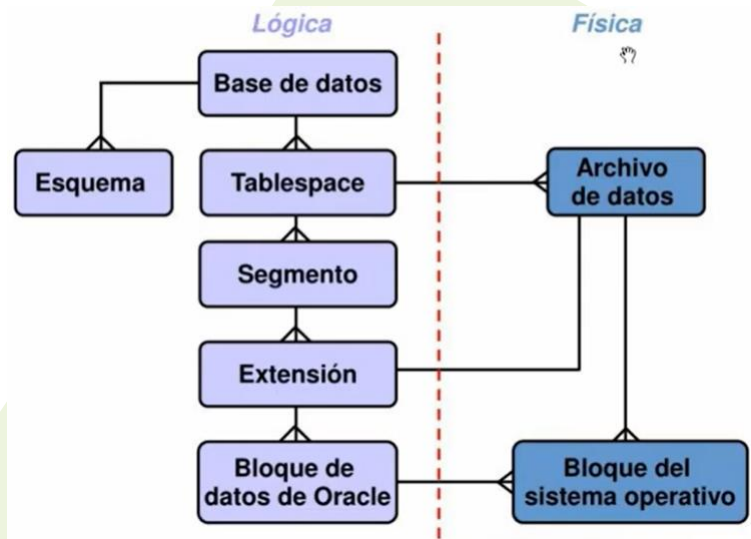 Lógica
Física
Base de datos
Esquema
Tablespace
Archivo
de datos
Segmento
Extensión
Bloque de
datos de Oracle
Bloque del
sistema operativo